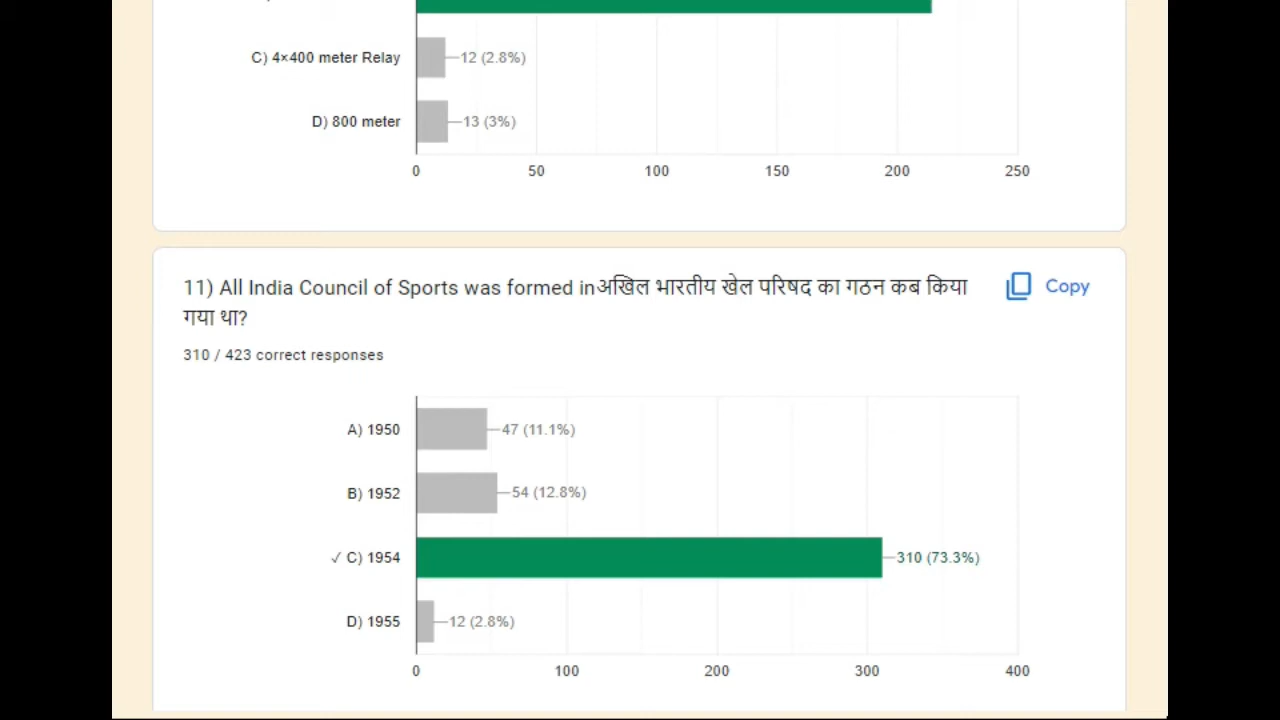 C) 4×400 meter Relay 12 (2.8%)
D) 800 meter 13 (3%)
0 50 100 150 200 250
11) All India Council of Sports was formed inअखिल भारतीय खेल परिषद का गठन कब किया
गया था?
Copy
310 / 423 correct responses
A) 1950 47 (11.1%)
B) 1952 54 (12.8%)
✓ C) 1954 310 (73.3%)
D) 1955 12 (2.8%)
0 100 200 300 400